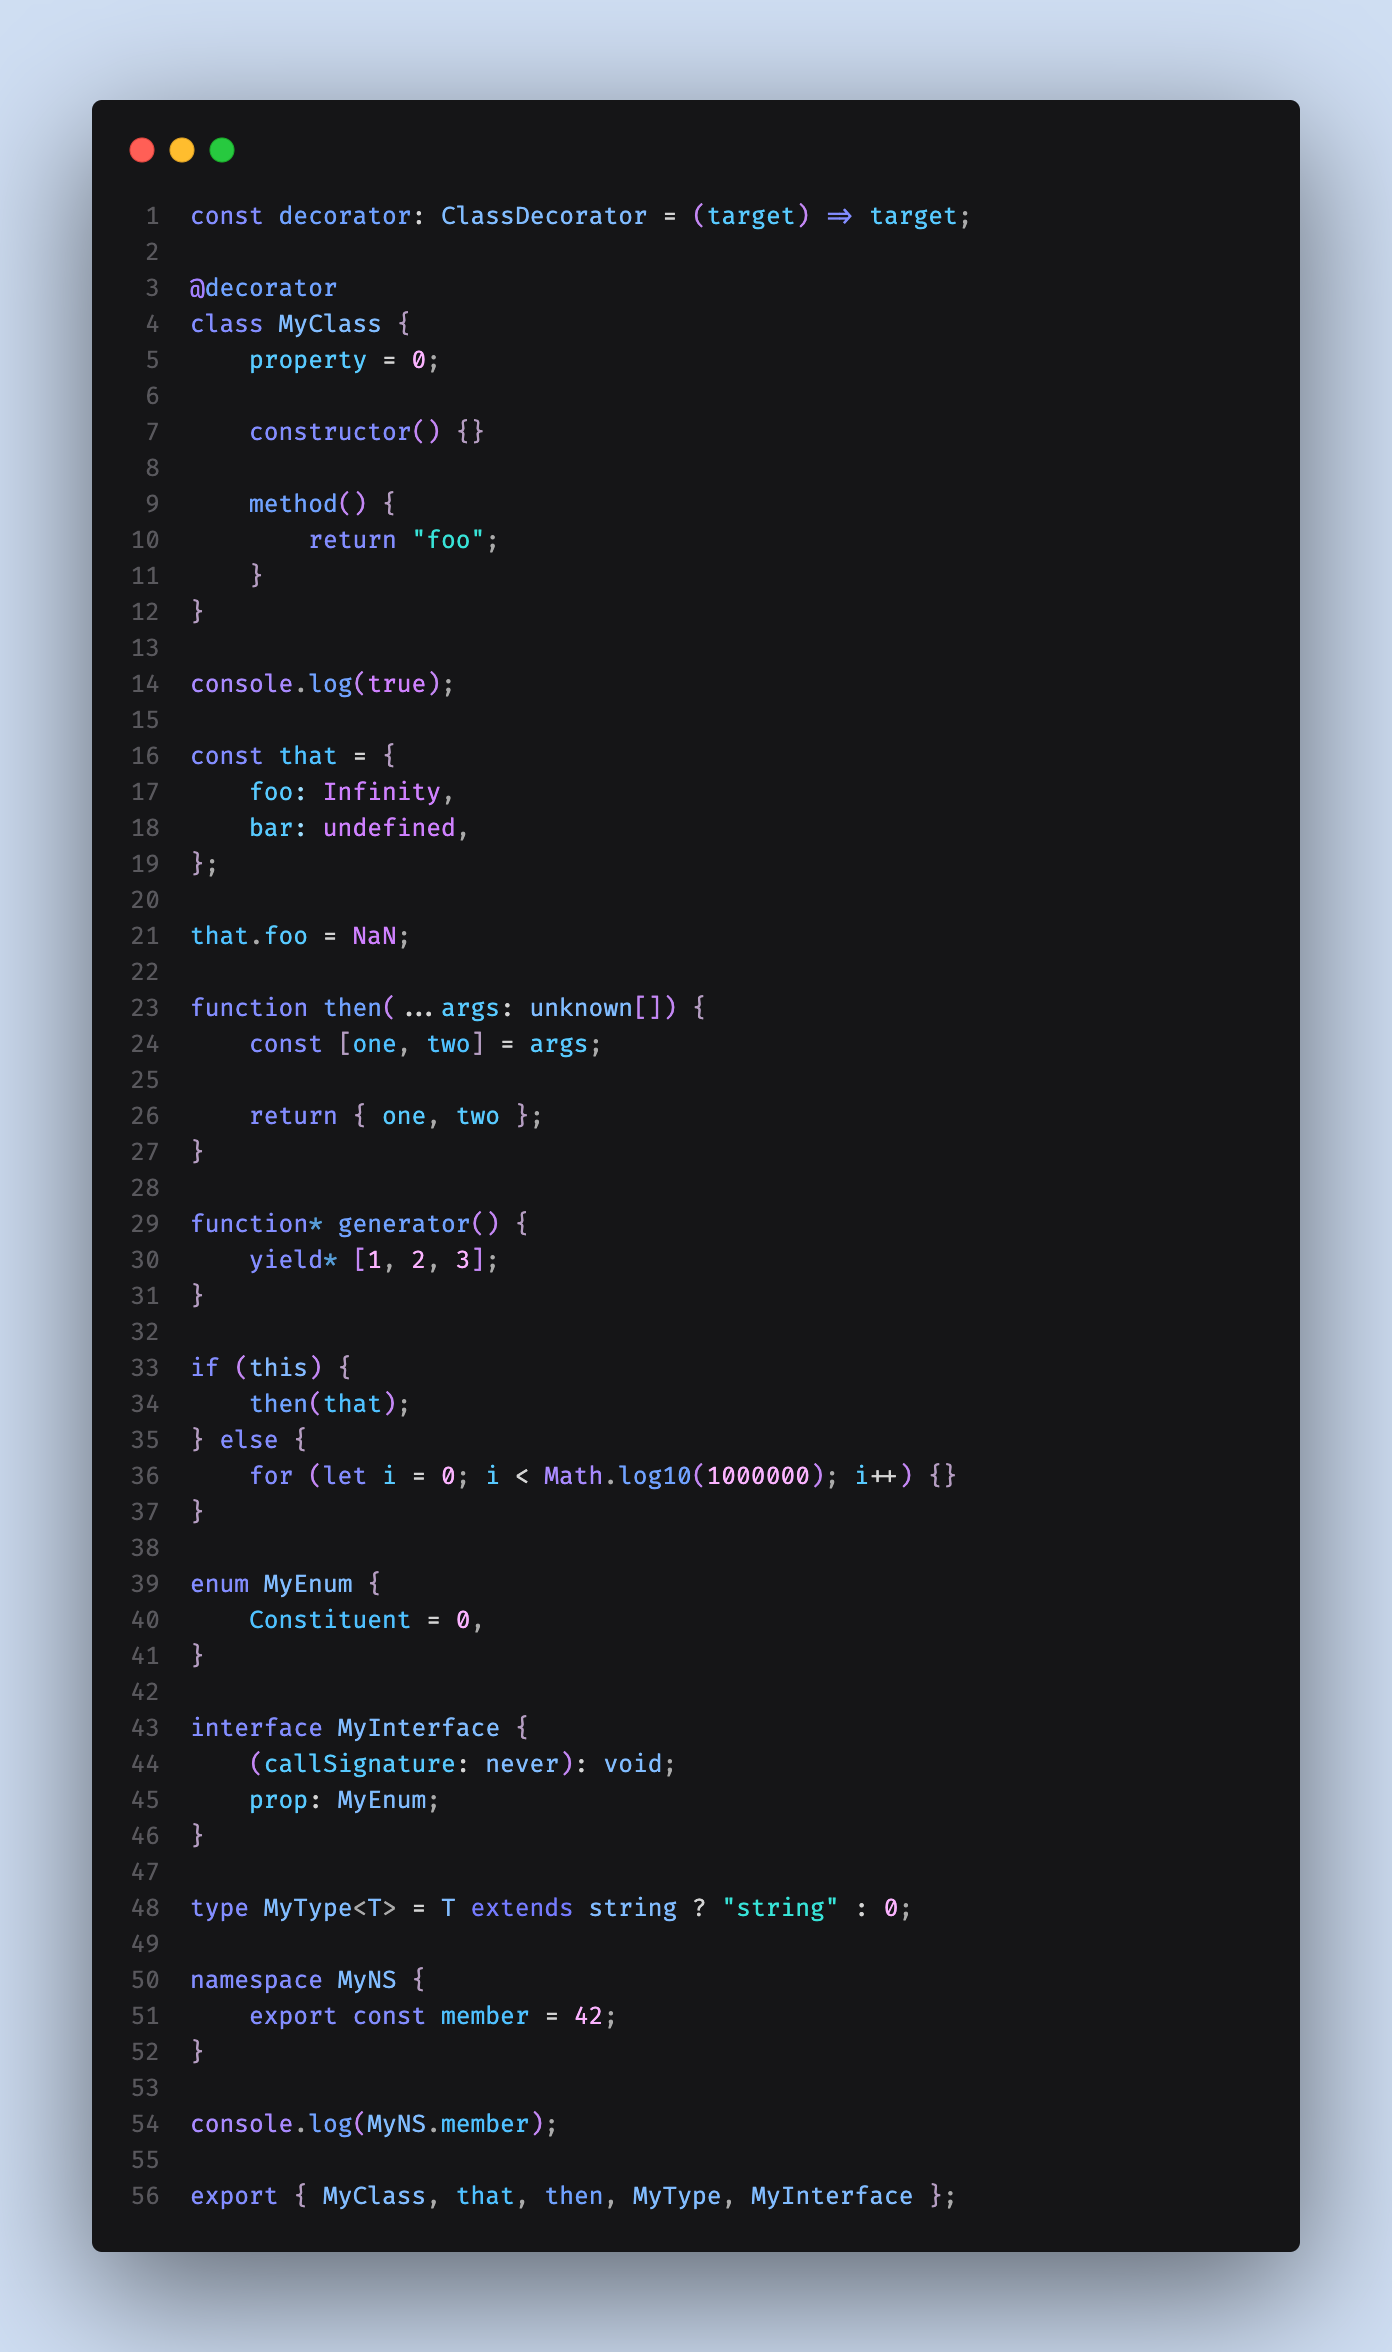 1 const decorator: ClassDecorator = (target) => target;
2
3 @decorator
4 class MyClass {
5     property = 0;
6
7     constructor() {}
8
9     method() {
10         return "foo";
11     }
12 }
13
14 console.log(true);
15
16 const that = {
17     foo: Infinity,
18     bar: undefined,
19 };
20
21 that.foo = NaN;
22
23 function then(...args: unknown[]) {
24     const [one, two] = args;
25
26     return { one, two };
27 }
28
29 function* generator() {
30     yield* [1, 2, 3];
31 }
32
33 if (this) {
34     then(that);
35 } else {
36     for (let i = 0; i < Math.log10(1000000); i++) {}
37 }
38
39 enum MyEnum {
40     Constituent = 0,
41 }
42
43 interface MyInterface {
44     (callSignature: never): void;
45     prop: MyEnum;
46 }
47
48 type MyType<T> = T extends string ? "string" : 0;
49
50 namespace MyNS {
51     export const member = 42;
52 }
53
54 console.log(MyNS.member);
55
56 export { MyClass, that, then, MyType, MyInterface };